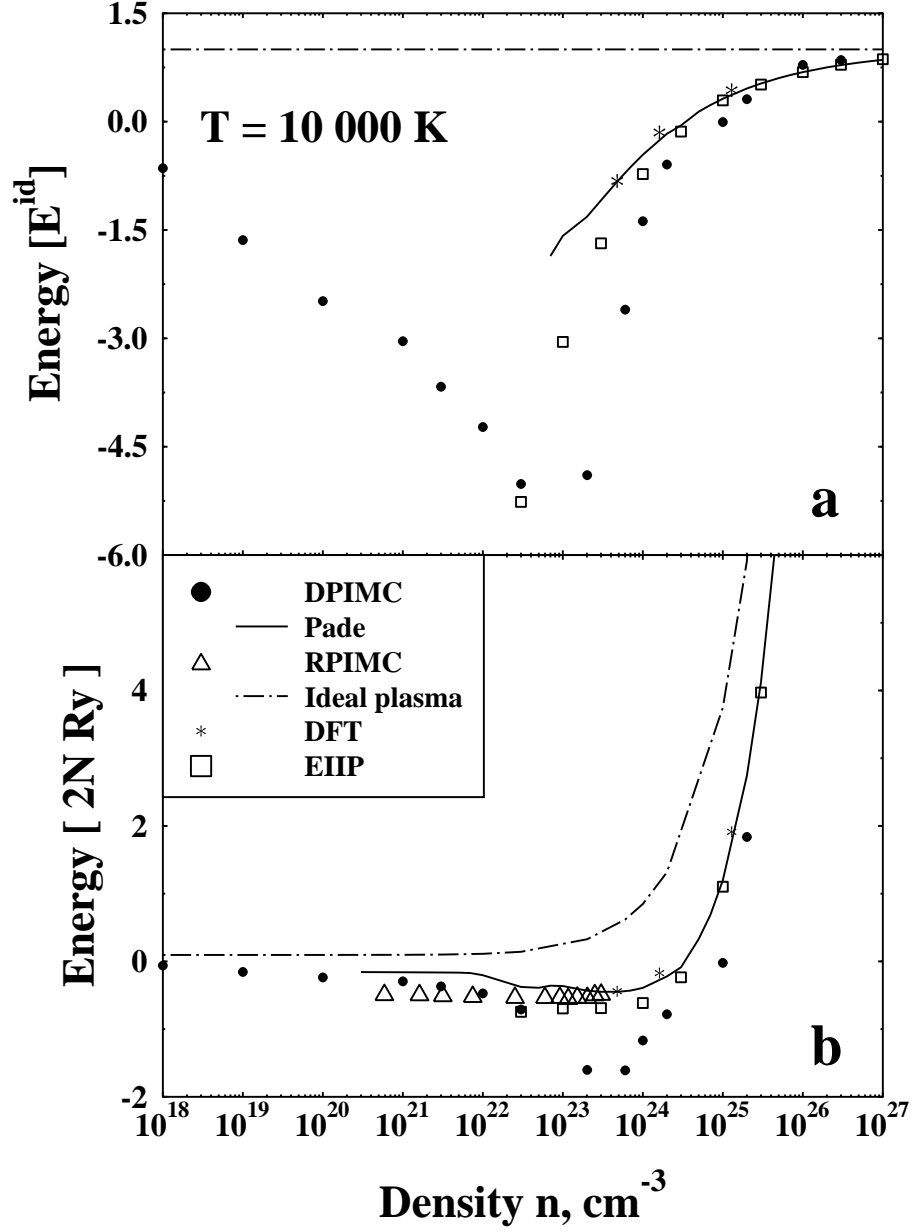 1.5
0.0
-1.5
-3.0
-4.5
-6.0
Energy [E^id]
T = 10 000 K
a
DPIMC
Pade
RPIMC
Ideal plasma
DFT
EIIP
4
2
0
-2
Energy [ 2N Ry ]
b
10^18 10^19 10^20 10^21 10^22 10^23 10^24 10^25 10^26 10^27
Density n, cm^-3